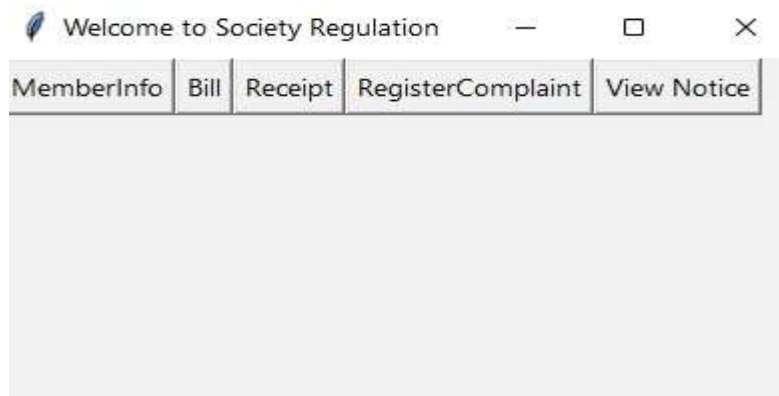 Welcome to Society Regulation
MemberInfo Bill Receipt RegisterComplaint View Notice